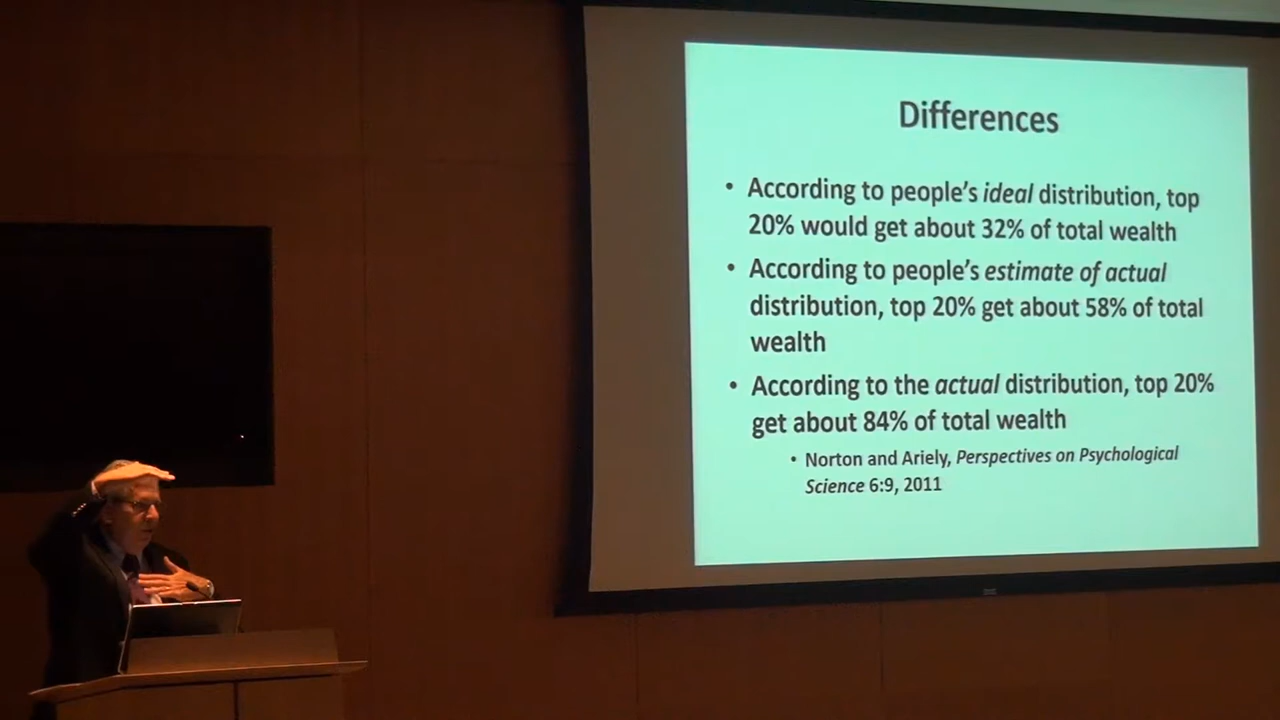 Differences
• According to people's ideal distribution, top
20% would get about 32% of total wealth
• According to people's estimate of actual
distribution, top 20% get about 58% of total
wealth
• According to the actual distribution, top 20%
get about 84% of total wealth
• Norton and Ariely, Perspectives on Psychological
Science 6:9, 2011